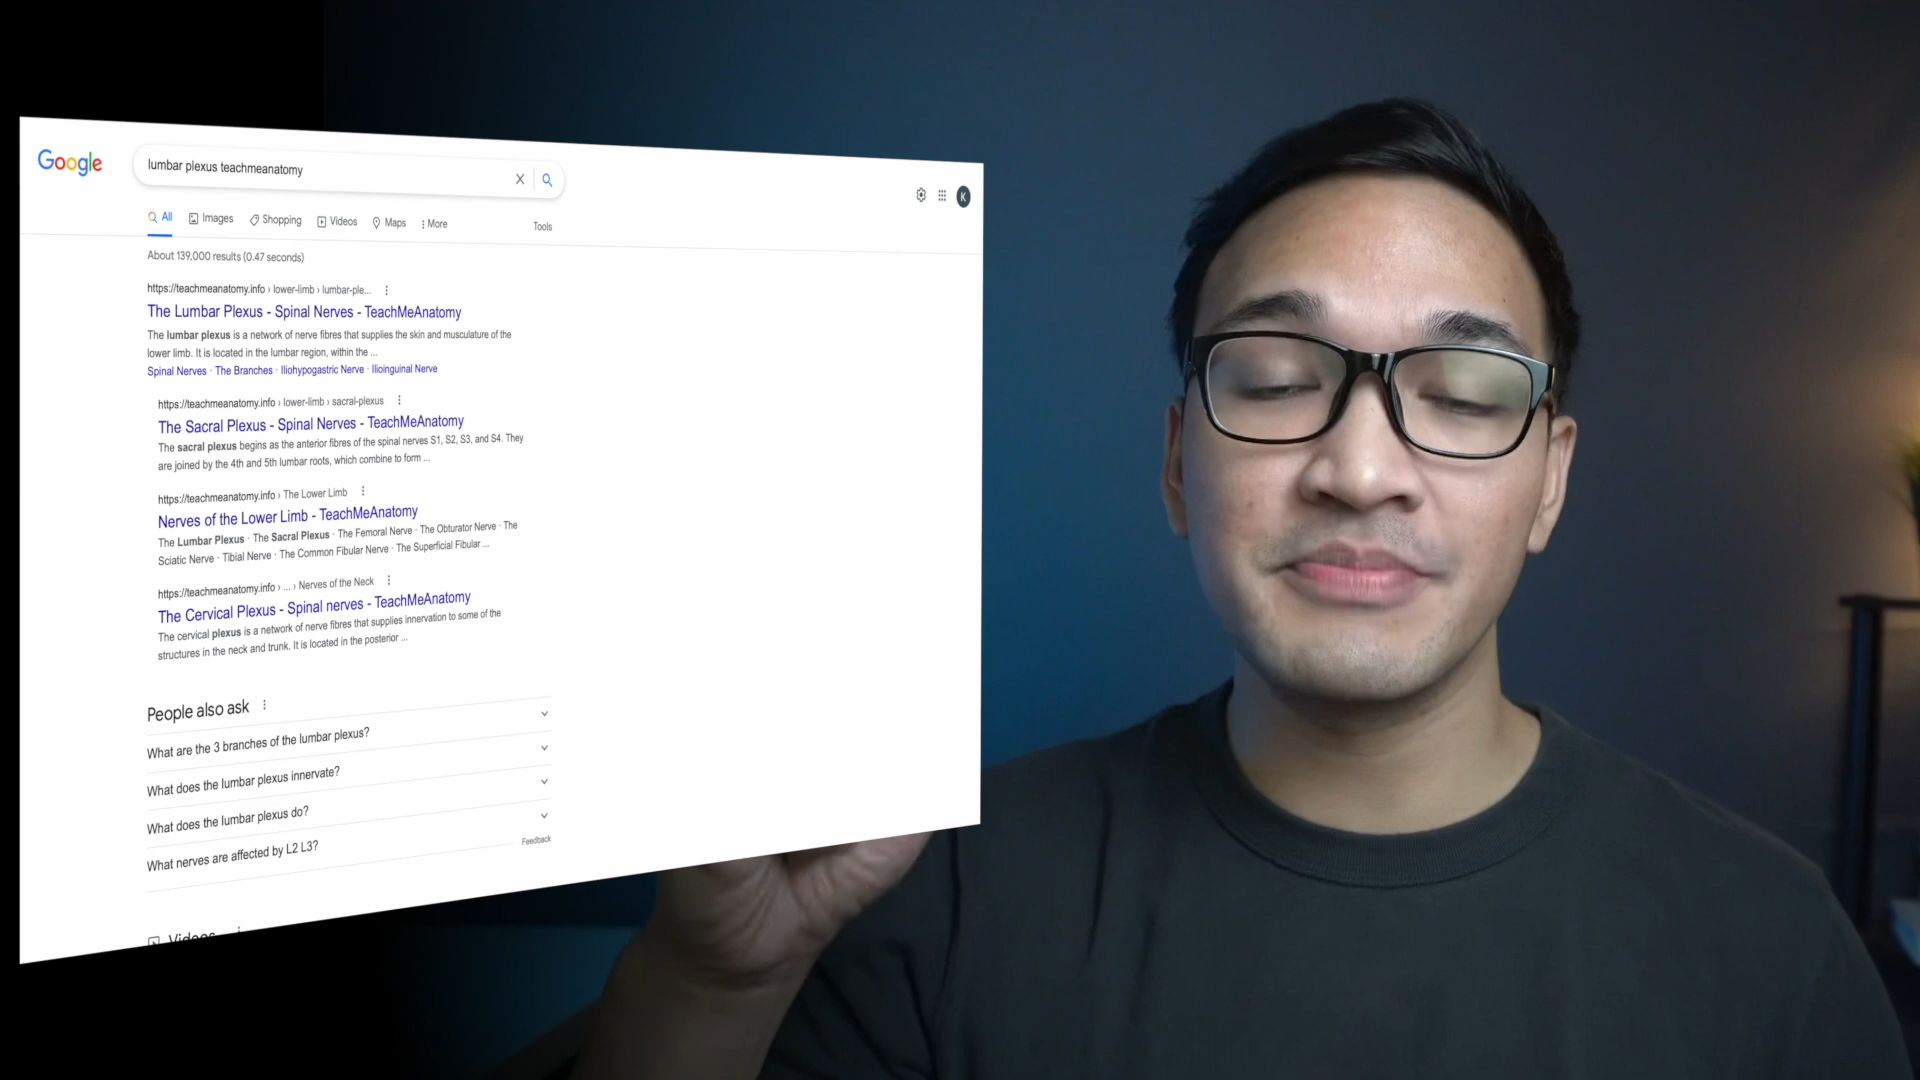 Google
lumbar plexus teachmeanatomy
All Images Shopping Videos Maps More Tools
K
About 139,000 results (0.47 seconds)
https://teachmeanatomy.info › lower-limb › lumbar-ple...
The Lumbar Plexus - Spinal Nerves - TeachMeAnatomy
The lumbar plexus is a network of nerve fibres that supplies the skin and musculature of the
lower limb. It is located in the lumbar region, within the ...
Spinal Nerves · The Branches · Iliohypogastric Nerve · Ilioinguinal Nerve
https://teachmeanatomy.info › lower-limb › sacral-plexus
The Sacral Plexus - Spinal Nerves - TeachMeAnatomy
The sacral plexus begins as the anterior fibres of the spinal nerves S1, S2, S3, and S4. They
are joined by the 4th and 5th lumbar roots, which combine to form ...
https://teachmeanatomy.info › The Lower Limb
Nerves of the Lower Limb - TeachMeAnatomy
The Lumbar Plexus · The Sacral Plexus · The Femoral Nerve · The Obturator Nerve · The
Sciatic Nerve · Tibial Nerve · The Common Fibular Nerve · The Superficial Fibular ...
https://teachmeanatomy.info › ... › Nerves of the Neck
The Cervical Plexus - Spinal nerves - TeachMeAnatomy
The cervical plexus is a network of nerve fibres that supplies innervation to some of the
structures in the neck and trunk. It is located in the posterior ...
People also ask
What are the 3 branches of the lumbar plexus?
What does the lumbar plexus innervate?
What does the lumbar plexus do?
What nerves are affected by L2 L3?
Feedback
Videos